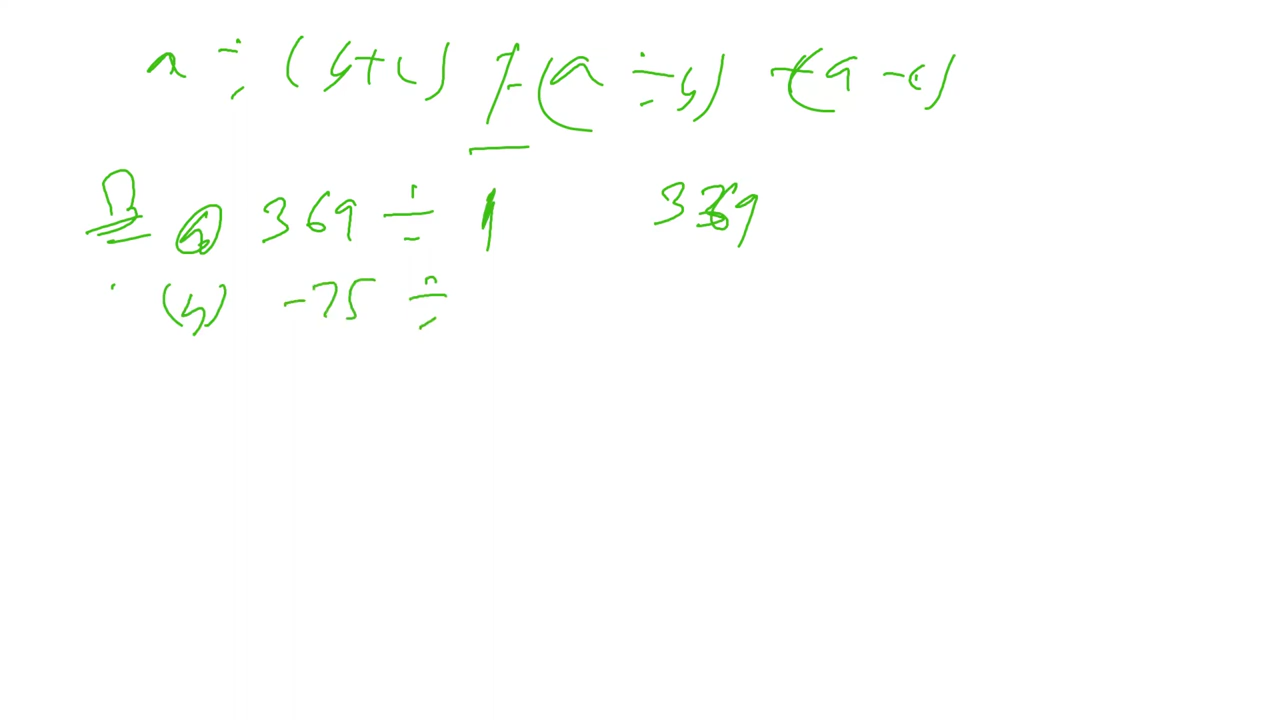 a ÷ (b+c) ≠ (a ÷ b) + (a - c)
(a) 369 ÷ 1 369
(b) -75 ÷